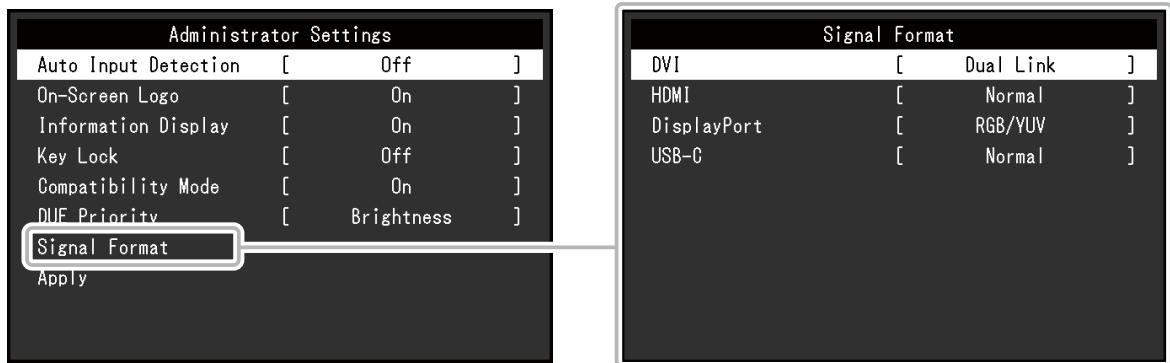 Administrator Settings
Auto Input Detection [ Off ]
On-Screen Logo [ On ]
Information Display [ On ]
Key Lock [ Off ]
Compatibility Mode [ On ]
DUE Priority [ Brightness ]
Signal Format
Apply
Signal Format
DVI [ Dual Link ]
HDMI [ Normal ]
DisplayPort [ RGB/YUV ]
USB-C [ Normal ]